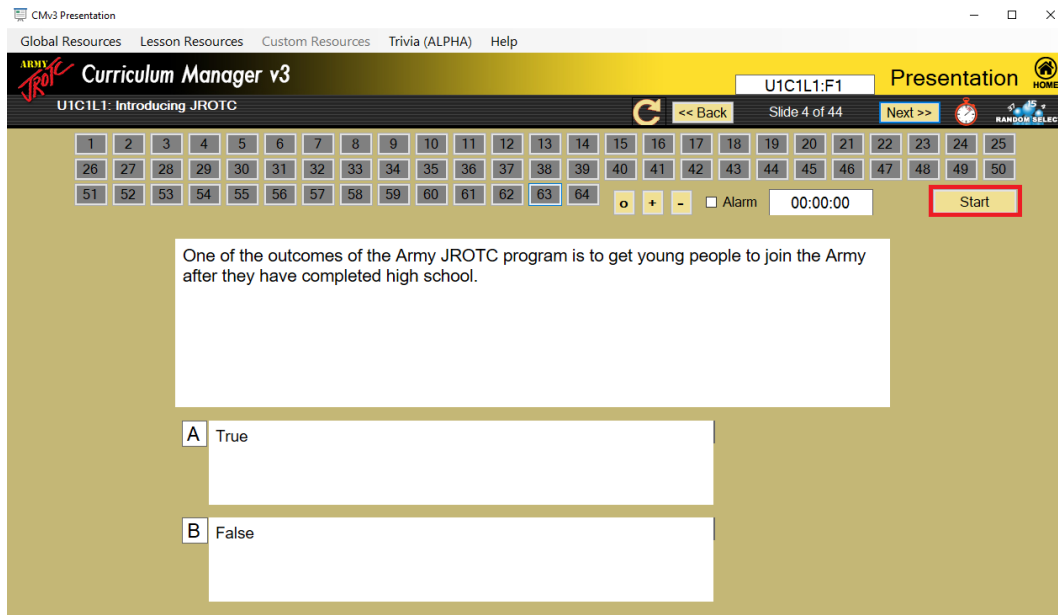 CMv3 Presentation
Global Resources Lesson Resources Custom Resources Trivia (ALPHA) Help
ARMY JROTC Curriculum Manager v3 U1C1L1:F1 Presentation HOME
U1C1L1: Introducing JROTC << Back Slide 4 of 44 Next >> 15 RANDOM SELEC
1 2 3 4 5 6 7 8 9 10 11 12 13 14 15 16 17 18 19 20 21 22 23 24 25
26 27 28 29 30 31 32 33 34 35 36 37 38 39 40 41 42 43 44 45 46 47 48 49 50
51 52 53 54 55 56 57 58 59 60 61 62 63 64 o + - Alarm 00:00:00 Start
One of the outcomes of the Army JROTC program is to get young people to join the Army
after they have completed high school.
A True
B False